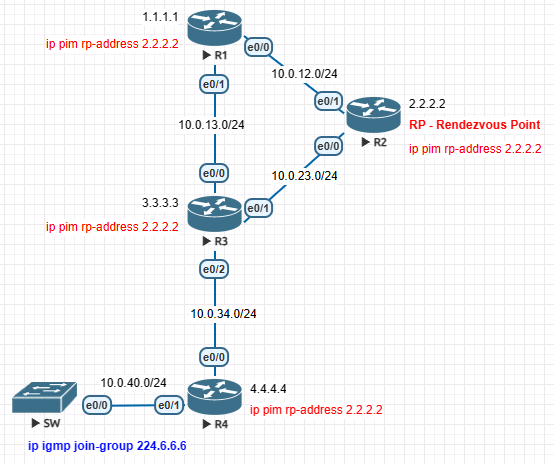 1.1.1.1
ip pim rp-address 2.2.2.2
e0/0
R1
e0/1
10.0.12.0/24
e0/1
2.2.2.2
RP - Rendezvous Point
R2
ip pim rp-address 2.2.2.2
10.0.13.0/24
e0/0
10.0.23.0/24
e0/0
3.3.3.3
ip pim rp-address 2.2.2.2
e0/1
R3
e0/2
10.0.34.0/24
e0/0
10.0.40.0/24
4.4.4.4
e0/0
e0/1
ip pim rp-address 2.2.2.2
SW
R4
ip igmp join-group 224.6.6.6